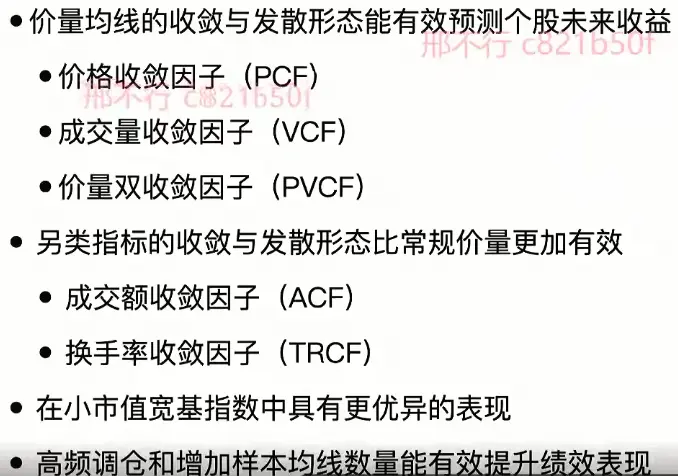 ● 价量均线的收敛与发散形态能有效预测个股未来收益
邢不行 c821b50f
● 价格收敛因子（PCF）
邢不行 c821b50f
● 成交量收敛因子（VCF）
● 价量双收敛因子（PVCF）
● 另类指标的收敛与发散形态比常规价量更加有效
● 成交额收敛因子（ACF）
● 换手率收敛因子（TRCF）
● 在小市值宽基指数中具有更优异的表现
● 高频调仓和增加样本均线数量能有效提升绩效表现